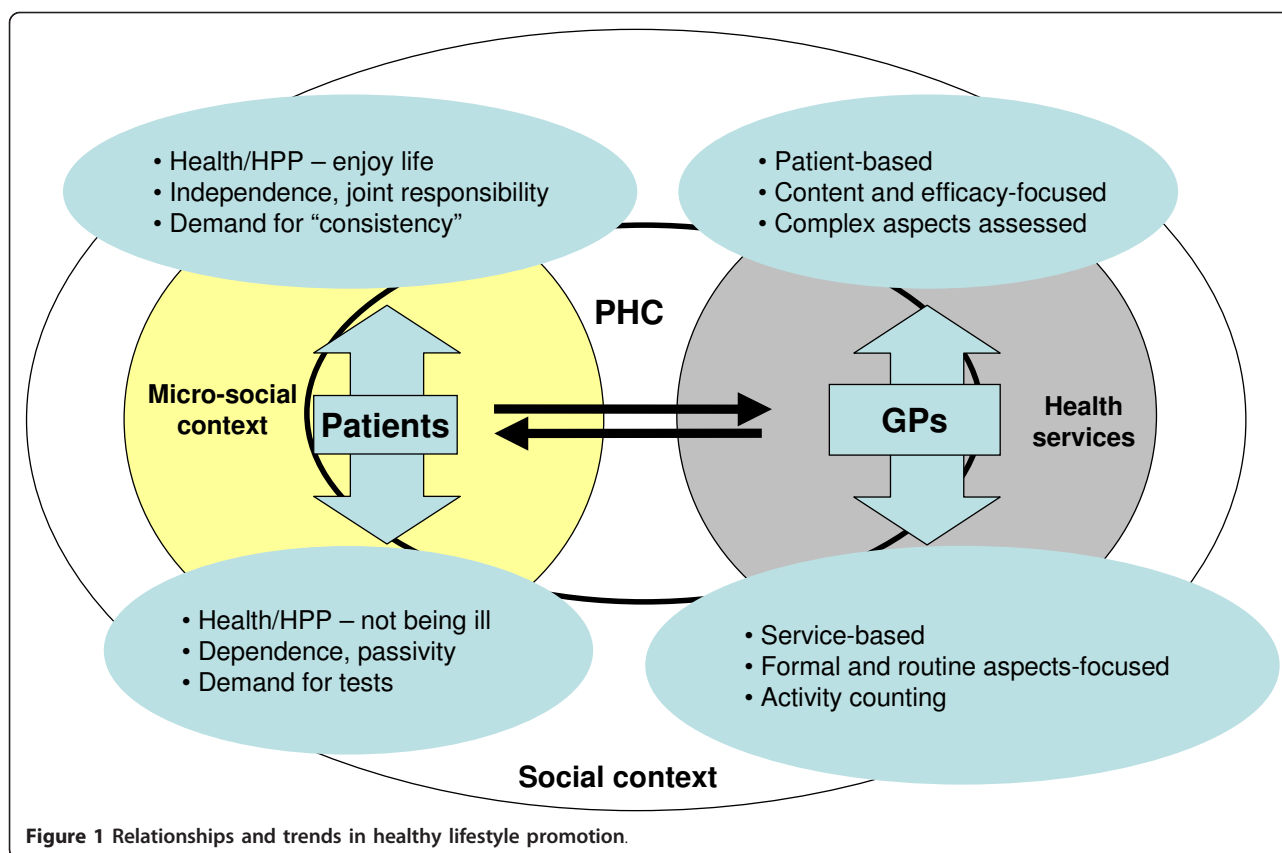 • Health/HPP – enjoy life
• Independence, joint responsibility
• Demand for “consistency”
• Patient-based
• Content and efficacy-focused
• Complex aspects assessed
PHC
Micro-social
context
Patients
GPs
Health
services
• Health/HPP – not being ill
• Dependence, passivity
• Demand for tests
• Service-based
• Formal and routine aspects-focused
• Activity counting
Social context
Figure 1 Relationships and trends in healthy lifestyle promotion.